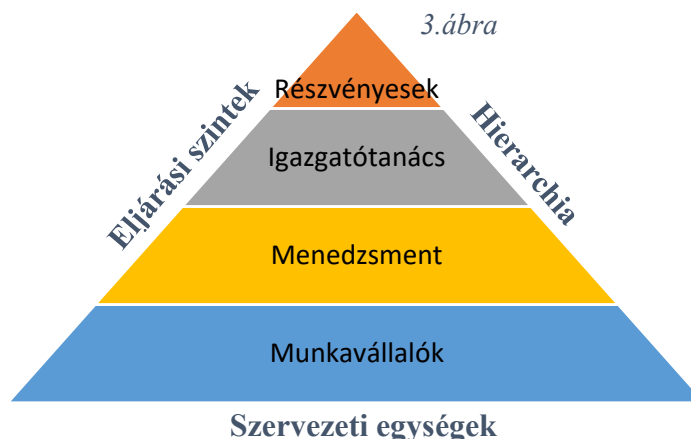 3.ábra
Részvényesek
Eljárási szintek
Hierarchia
Igazgatótanács
Menedzsment
Munkavállalók
Szervezeti egységek